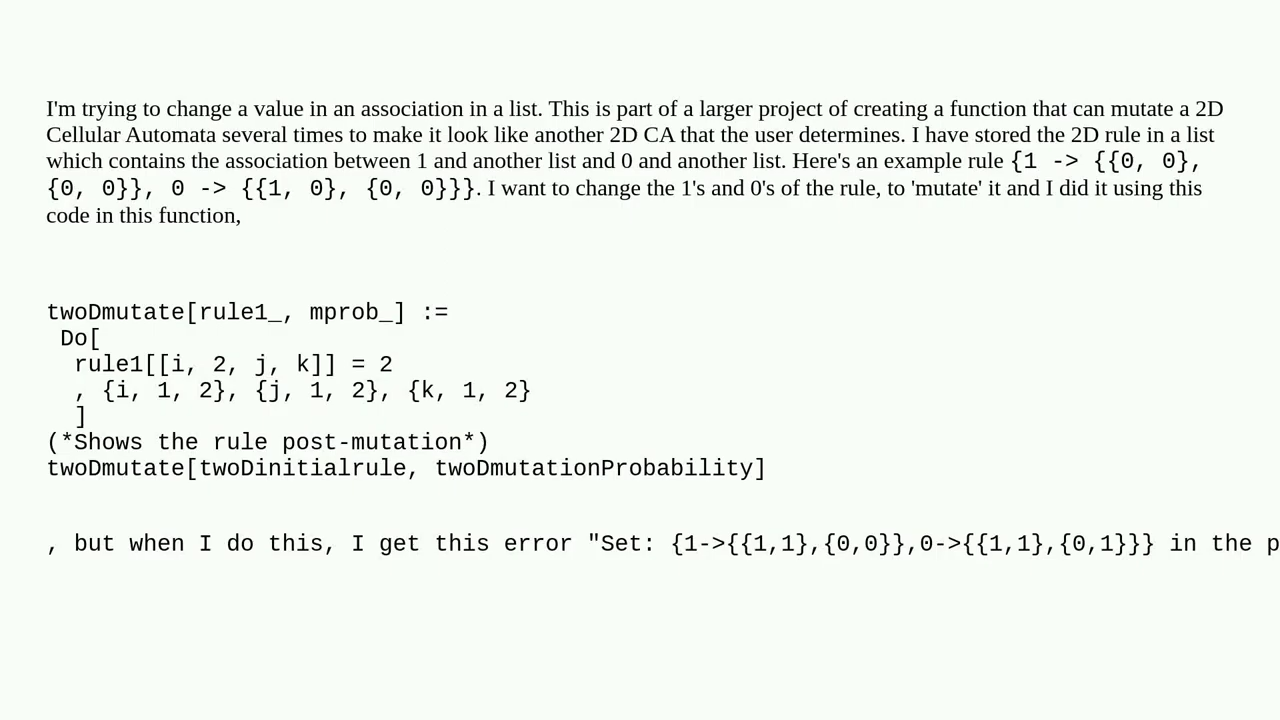 I'm trying to change a value in an association in a list. This is part of a larger project of creating a function that can mutate a 2D
Cellular Automata several times to make it look like another 2D CA that the user determines. I have stored the 2D rule in a list
which contains the association between 1 and another list and 0 and another list. Here's an example rule {1 -> {{0, 0},
{0, 0}}, 0 -> {{1, 0}, {0, 0}}}. I want to change the 1's and 0's of the rule, to 'mutate' it and I did it using this
code in this function,
twoDmutate[rule1_, mprob_] :=
 Do[
  rule1[[i, 2, j, k]] = 2
  , {i, 1, 2}, {j, 1, 2}, {k, 1, 2}
  ]
(*Shows the rule post-mutation*)
twoDmutate[twoDinitialrule, twoDmutationProbability]
, but when I do this, I get this error "Set: {1->{{1,1},{0,0}},0->{{1,1},{0,1}}} in the